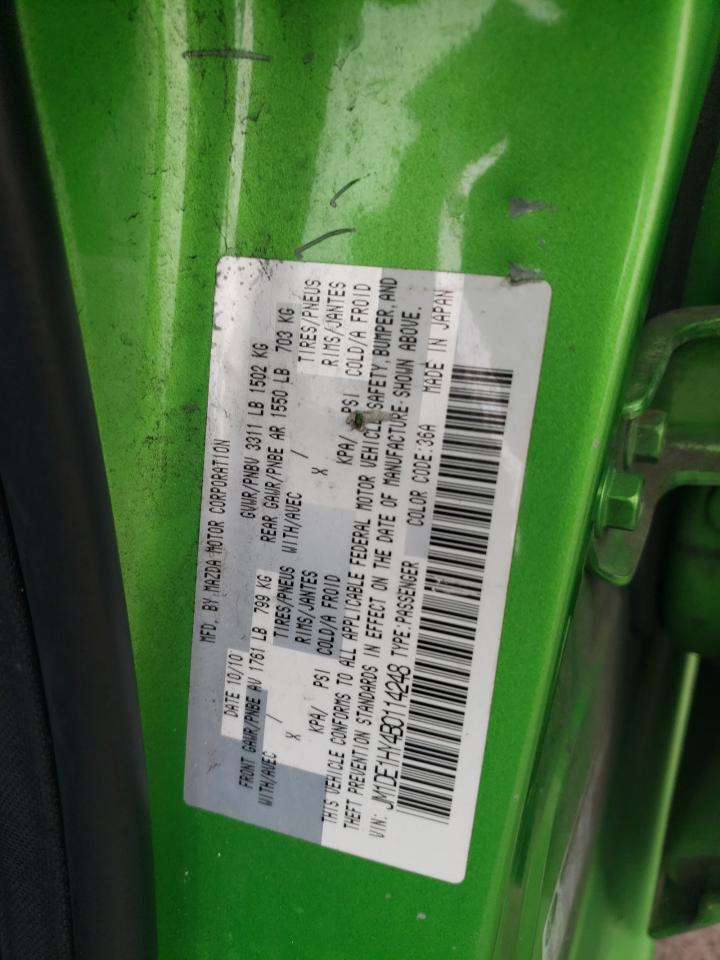 MFD. BY MAZDA MOTOR CORPORATION
DATE 10/10 GVWR/PNBV 3311 LB 1502 KG
FRONT GAWR/PNBE AV 1761 LB 799 KG REAR GAWR/PNBE AR 1550 LB 703 KG
WITH/AVEC / TIRES/PNEUS WITH/AVEC / TIRES/PNEUS
X RIMS/JANTES X RIMS/JANTES
KPA/ PSI COLD/A FROID KPA/ PSI COLD/A FROID
THIS VEHICLE CONFORMS TO ALL APPLICABLE FEDERAL MOTOR VEHICLE SAFETY, BUMPER, AND
THEFT PREVENTION STANDARDS IN EFFECT ON THE DATE OF MANUFACTURE SHOWN ABOVE.
VIN: JM1DE1HY4B0114248 TYPE:PASSENGER COLOR CODE:36A MADE IN JAPAN